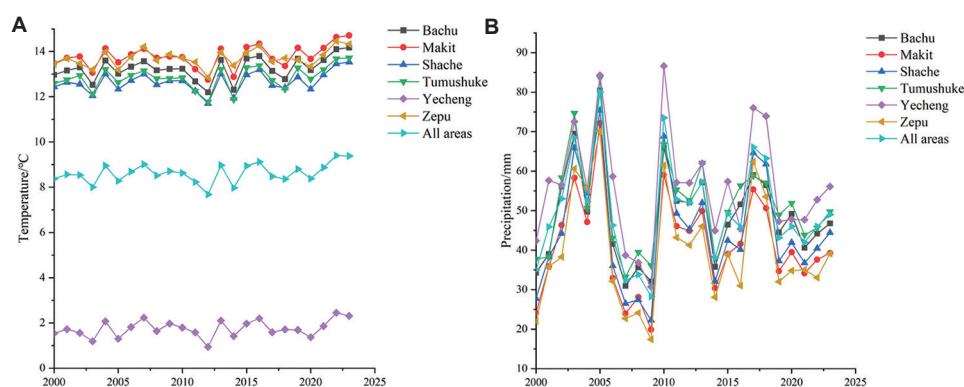 A
Temperature/°C
14
12
10
8
6
4
2
0
2000
2005
2010
2015
2020
2025
Bachu
Makit
Shache
Tumushuke
Yecheng
Zepu
All areas
B
Precipitation/mm
90
80
70
60
50
40
30
20
10
2000
2005
2010
2015
2020
2025
Bachu
Makit
Shache
Tumushuke
Yecheng
Zepu
All areas